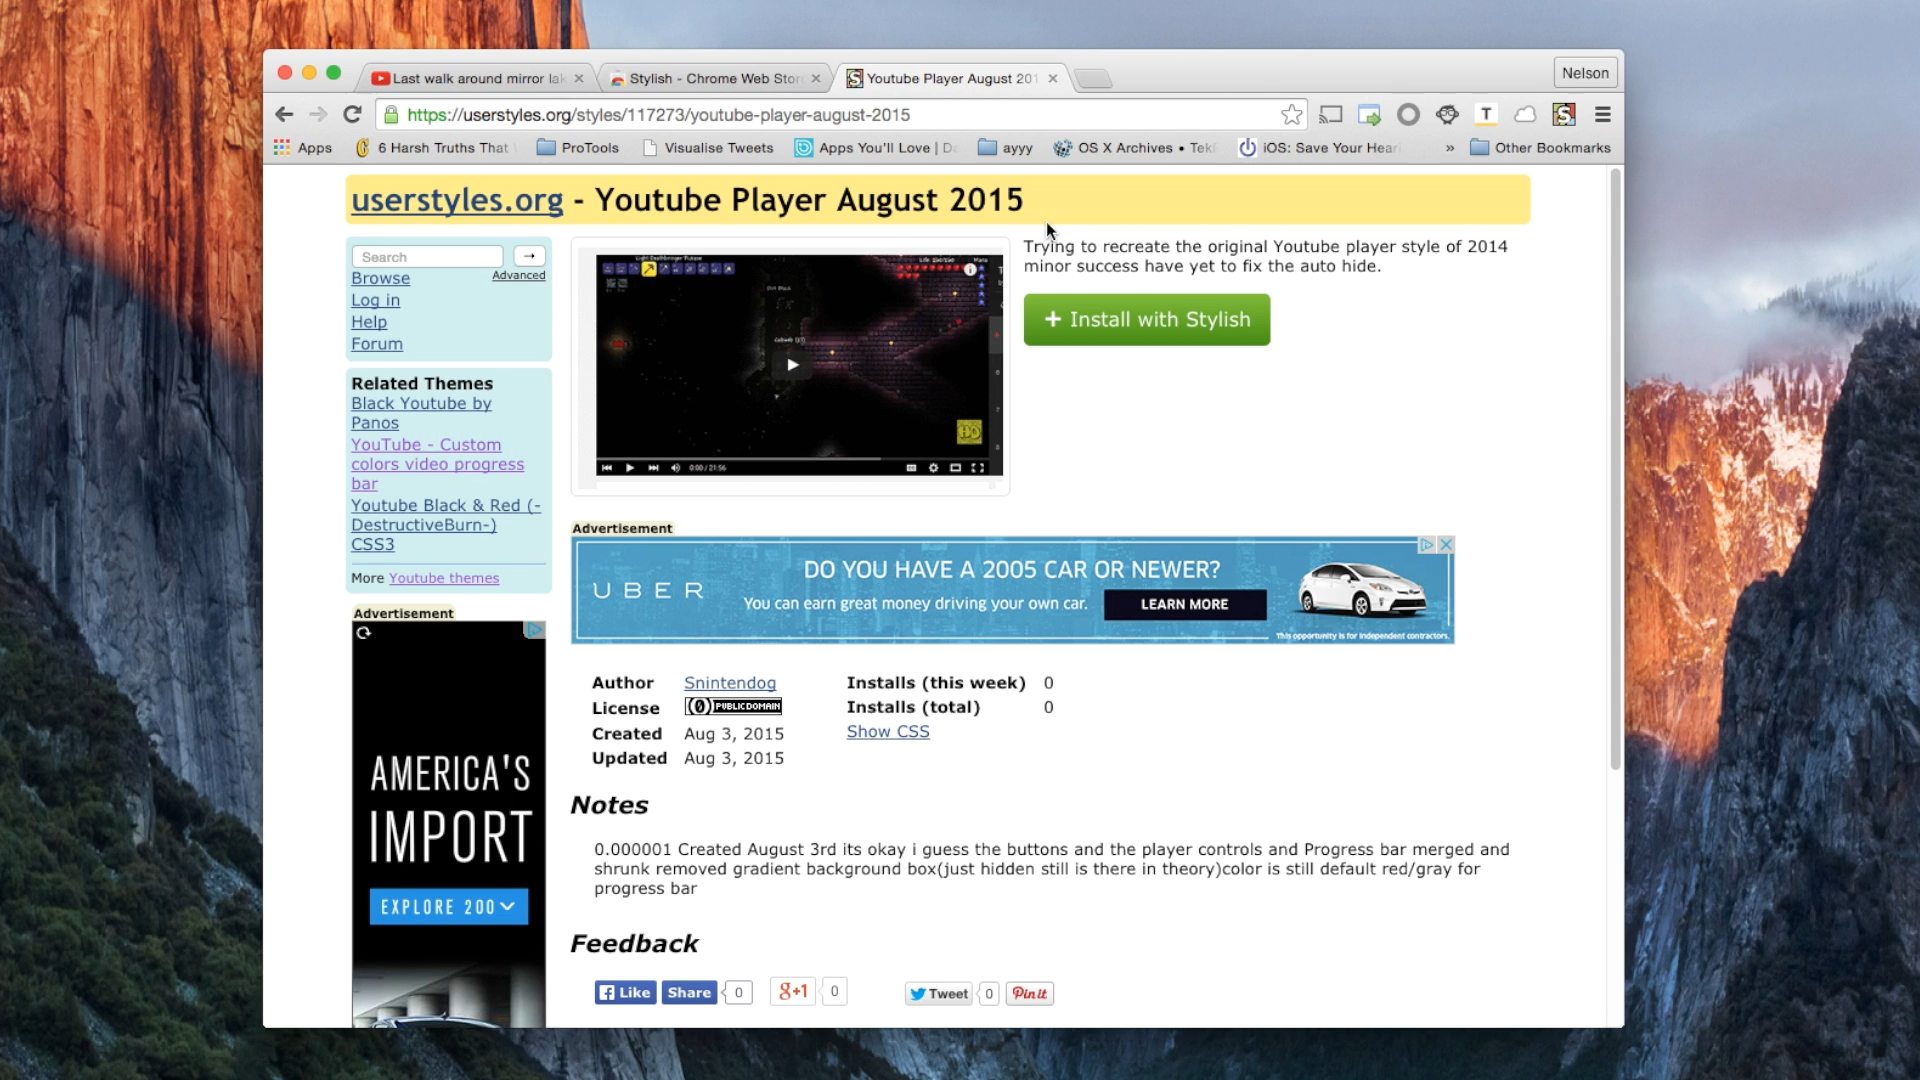 Last walk around mirror lak
Stylish - Chrome Web Stor
Youtube Player August 201
Nelson
https://userstyles.org/styles/117273/youtube-player-august-2015
Apps
6 Harsh Truths That
ProTools
Visualise Tweets
Apps You'll Love | D
ayyy
OS X Archives • Tek
iOS: Save Your Hear
»
Other Bookmarks
userstyles.org - Youtube Player August 2015
Search
→
Advanced
Browse
Log in
Help
Forum
Related Themes
Black Youtube by
Panos
YouTube - Custom
colors video progress
bar
Youtube Black & Red (-
DestructiveBurn-)
CSS3
More Youtube themes
0:00 / 21:56
HD
Trying to recreate the original Youtube player style of 2014
minor success have yet to fix the auto hide.
+ Install with Stylish
Advertisement
UBER
DO YOU HAVE A 2005 CAR OR NEWER?
You can earn great money driving your own car.
LEARN MORE
This opportunity is for independent contractors.
Advertisement
AMERICA'S
IMPORT
EXPLORE 200
Author Snintendog
License PUBLIC DOMAIN
Created Aug 3, 2015
Updated Aug 3, 2015
Installs (this week) 0
Installs (total) 0
Show CSS
Notes
0.000001 Created August 3rd its okay i guess the buttons and the player controls and Progress bar merged and
shrunk removed gradient background box(just hidden still is there in theory)color is still default red/gray for
progress bar
Feedback
Like Share 0
g+1 0
Tweet 0
Pin it